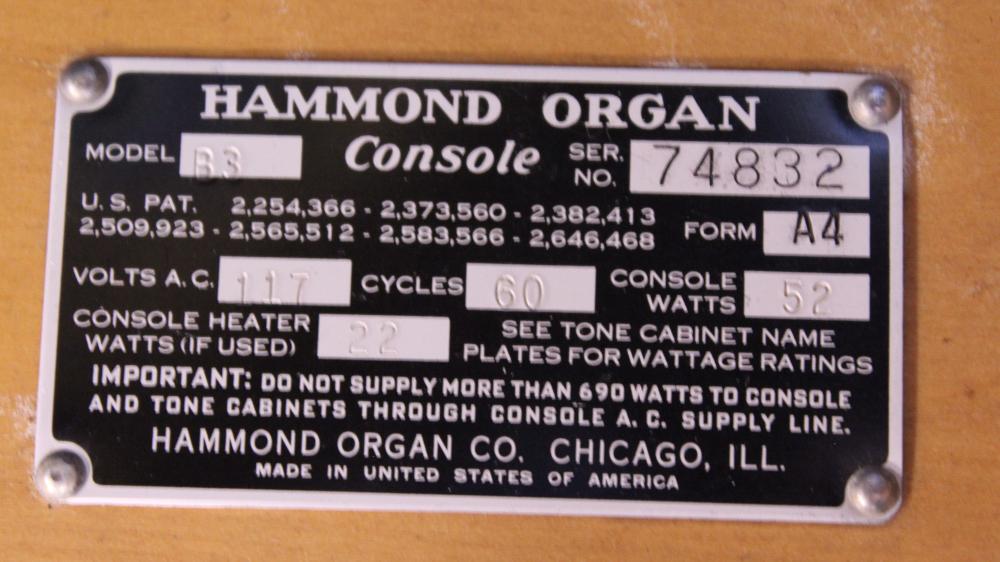 HAMMOND ORGAN
MODEL B3 Console SER. NO. 74832
U.S. PAT. 2,254,366 - 2,373,560 - 2,382,413
2,509,923 - 2,565,512 - 2,583,566 - 2,646,468 FORM A4
VOLTS A.C. 117 CYCLES 60 CONSOLE WATTS 52
CONSOLE HEATER SEE TONE CABINET NAME
WATTS (IF USED) 22 PLATES FOR WATTAGE RATINGS
IMPORTANT: DO NOT SUPPLY MORE THAN 690 WATTS TO CONSOLE
AND TONE CABINETS THROUGH CONSOLE A.C. SUPPLY LINE.
HAMMOND ORGAN CO. CHICAGO, ILL.
MADE IN UNITED STATES OF AMERICA